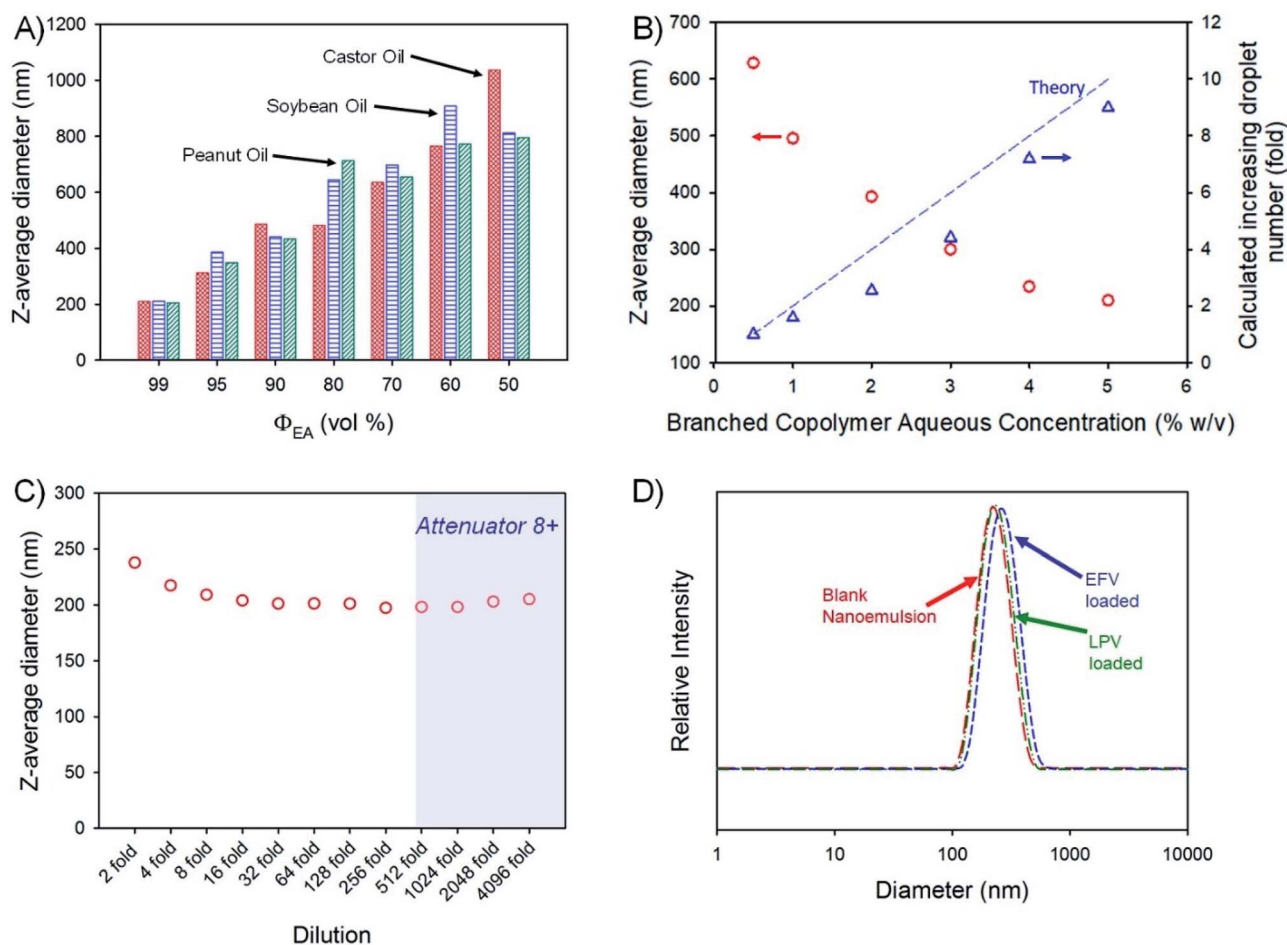 A)
Z-average diameter (nm)
1200
1000
800
600
400
200
0
Castor Oil
Soybean Oil
Peanut Oil
99 95 90 80 70 60 50
ΦEA (vol %)
B)
Z-average diameter (nm)
700
600
500
400
300
200
100
Theory
12
10
8
6
4
2
0
Calculated increasing droplet
number (fold)
0 1 2 3 4 5 6
Branched Copolymer Aqueous Concentration (% w/v)
C)
Z-average diameter (nm)
300
250
200
150
100
50
0
Attenuator 8+
2 fold
4 fold
8 fold
16 fold
32 fold
64 fold
128 fold
256 fold
512 fold
1024 fold
2048 fold
4096 fold
Dilution
D)
Relative Intensity
Blank
Nanoemulsion
EFV
loaded
LPV
loaded
1 10 100 1000 10000
Diameter (nm)